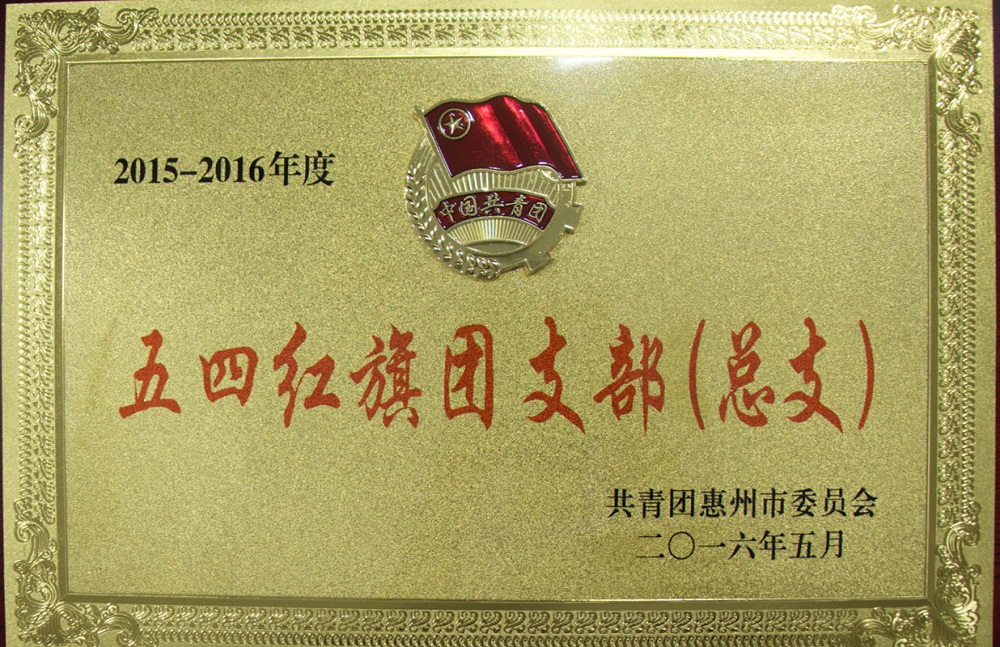 中国共青团
2015-2016年度
五四红旗团支部(总支)
共青团惠州市委员会
二〇一六年五月